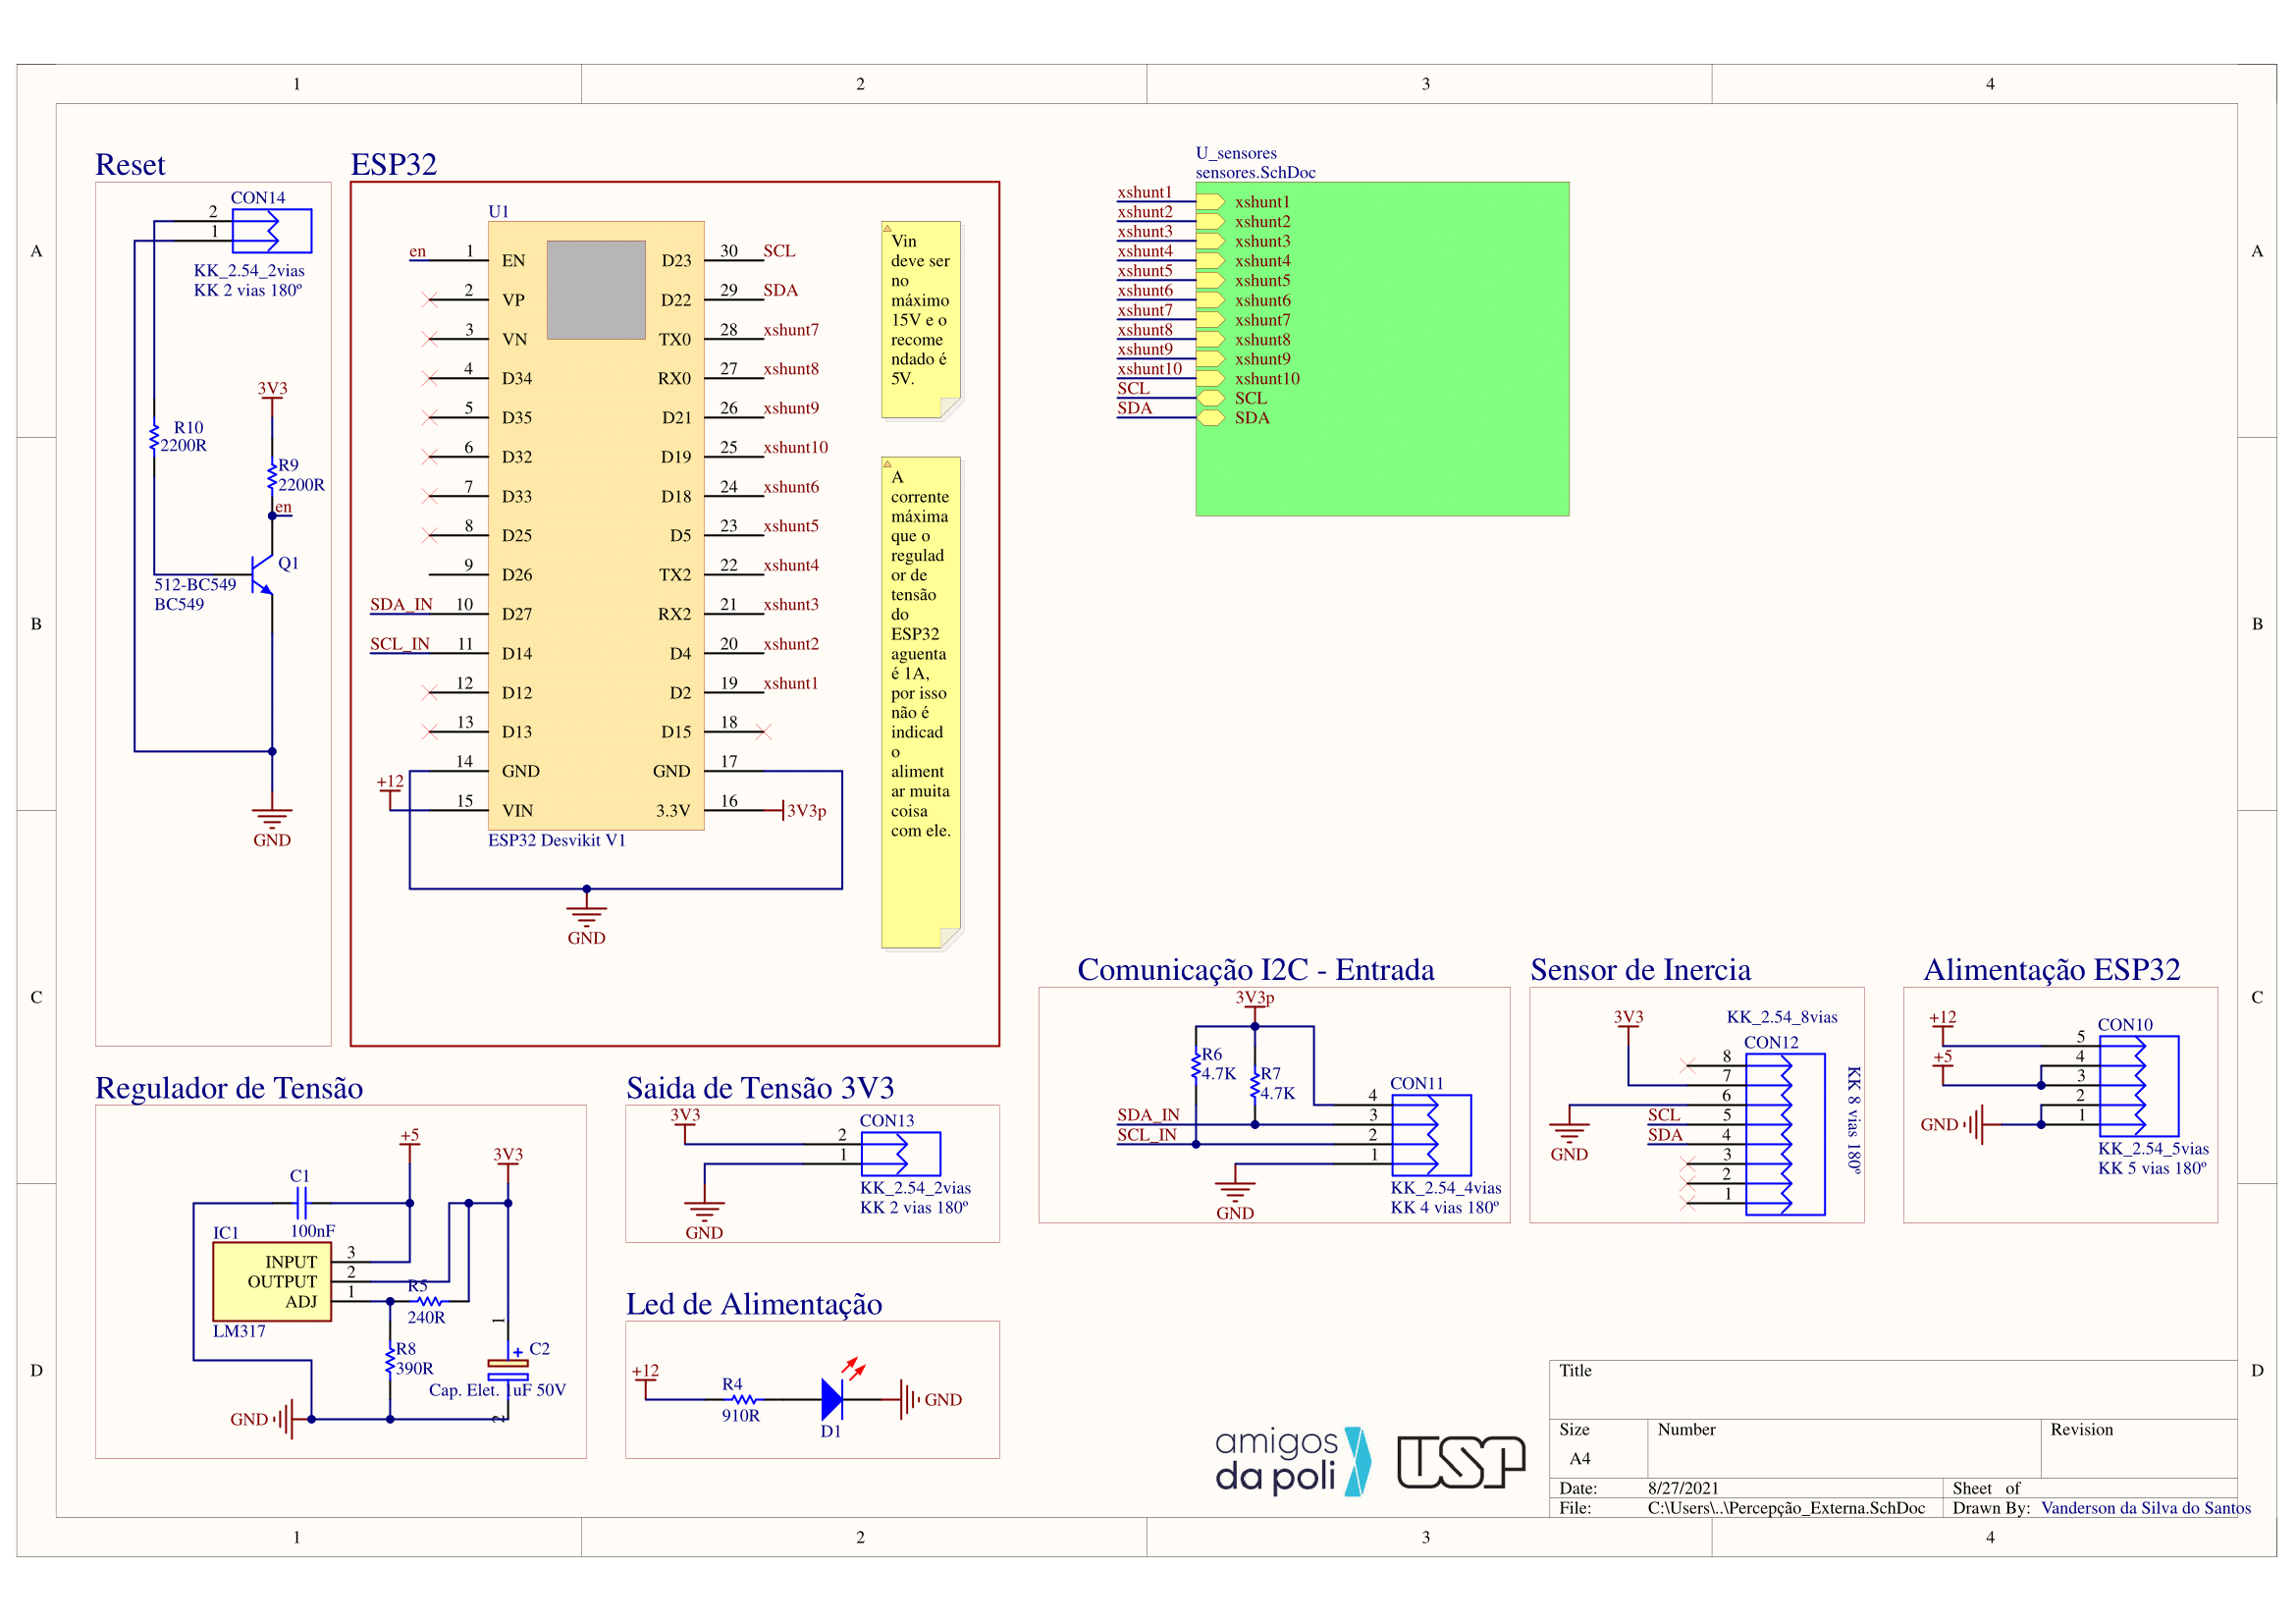 1 2 3 4
A
B
C
D
A
B
C
D
1 2 3 4
Reset
CON14
2
1
KK_2.54_2vias
KK 2 vias 180º
3V3
R10
2200R
R9
2200R
en
Q1
512-BC549
BC549
GND
ESP32
U1
en 1 EN D23 30 SCL
2 VP D22 29 SDA
3 VN TX0 28 xshunt7
4 D34 RX0 27 xshunt8
5 D35 D21 26 xshunt9
6 D32 D19 25 xshunt10
7 D33 D18 24 xshunt6
8 D25 D5 23 xshunt5
9 D26 TX2 22 xshunt4
SDA_IN 10 D27 RX2 21 xshunt3
SCL_IN 11 D14 D4 20 xshunt2
12 D12 D2 19 xshunt1
13 D13 D15 18
14 GND GND 17
+12
15 VIN 3.3V 16 3V3p
ESP32 Desvikit V1
GND
Vin
deve ser
no
máximo
15V e o
recome
ndado é
5V.
A
corrente
máxima
que o
regulad
or de
tensão
do
ESP32
aguenta
é 1A,
por isso
não é
indicad
o
aliment
ar muita
coisa
com ele.
U_sensores
sensores.SchDoc
xshunt1 xshunt1
xshunt2 xshunt2
xshunt3 xshunt3
xshunt4 xshunt4
xshunt5 xshunt5
xshunt6 xshunt6
xshunt7 xshunt7
xshunt8 xshunt8
xshunt9 xshunt9
xshunt10 xshunt10
SCL SCL
SDA SDA
Regulador de Tensão
+5
3V3
C1
100nF
IC1
INPUT 3
OUTPUT 2
ADJ 1
LM317
R5
240R
R8
390R
1
C2
Cap. Elet. 1uF 50V
2
GND
Saida de Tensão 3V3
3V3
CON13
2
1
KK_2.54_2vias
KK 2 vias 180º
GND
Led de Alimentação
+12
R4
910R
D1
GND
Comunicação I2C - Entrada
3V3p
R6
4.7K
R7
4.7K
CON11
4
SDA_IN 3
SCL_IN 2
1
KK_2.54_4vias
KK 4 vias 180º
GND
Sensor de Inercia
3V3
KK_2.54_8vias
CON12
8
7
6
SCL 5
SDA 4
3
2
1
GND
KK 8 vias 180º
Alimentação ESP32
+12
CON10
5
+5 4
3
2
GND 1
KK_2.54_5vias
KK 5 vias 180º
amigos
da poli
USP
Title
Size Number Revision
A4
Date: 8/27/2021 Sheet of
File: C:\Users\..\Percepção_Externa.SchDoc Drawn By: Vanderson da Silva do Santos